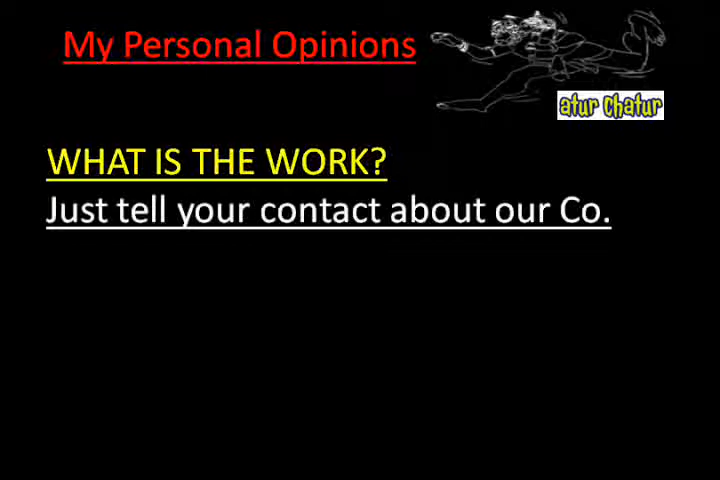 My Personal Opinions
atur chatur
WHAT IS THE WORK?
Just tell your contact about our Co.